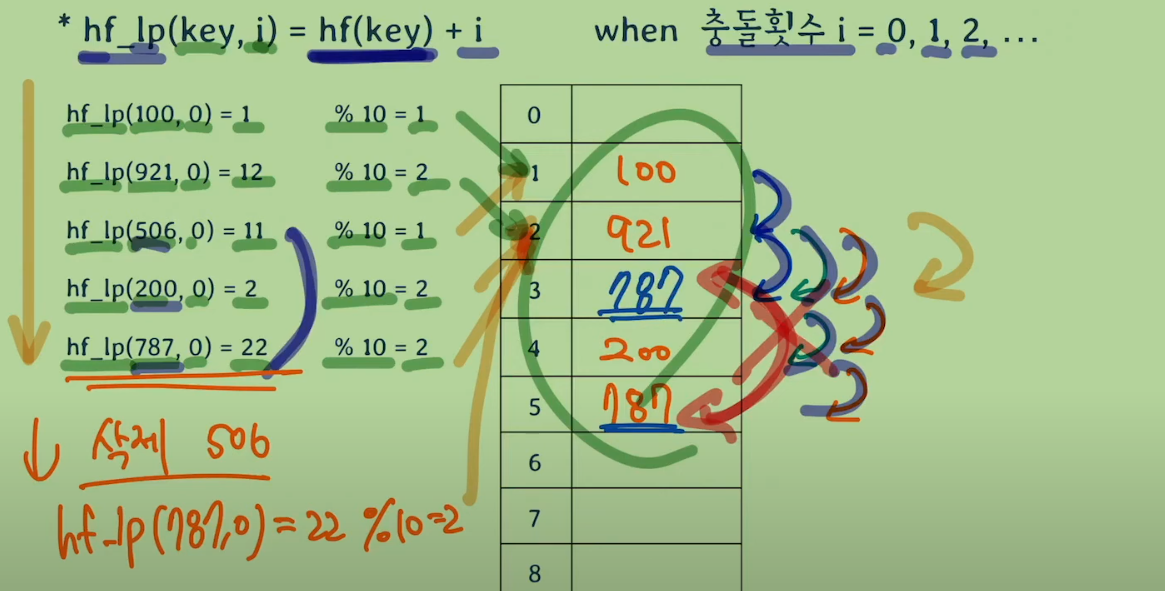 * hf_lp(key, i) = hf(key) + i when 충돌횟수 i = 0, 1, 2, …
hf_lp(100, 0) = 1 % 10 = 1
hf_lp(921, 0) = 12 % 10 = 2
hf_lp(506, 0) = 11 % 10 = 1
hf_lp(200, 0) = 2 % 10 = 2
hf_lp(787, 0) = 22 % 10 = 2
삭제 506
hf_lp(787,0) = 22 %10=2
0
1 100
2 921
3 787
4 200
5 787
6
7
8